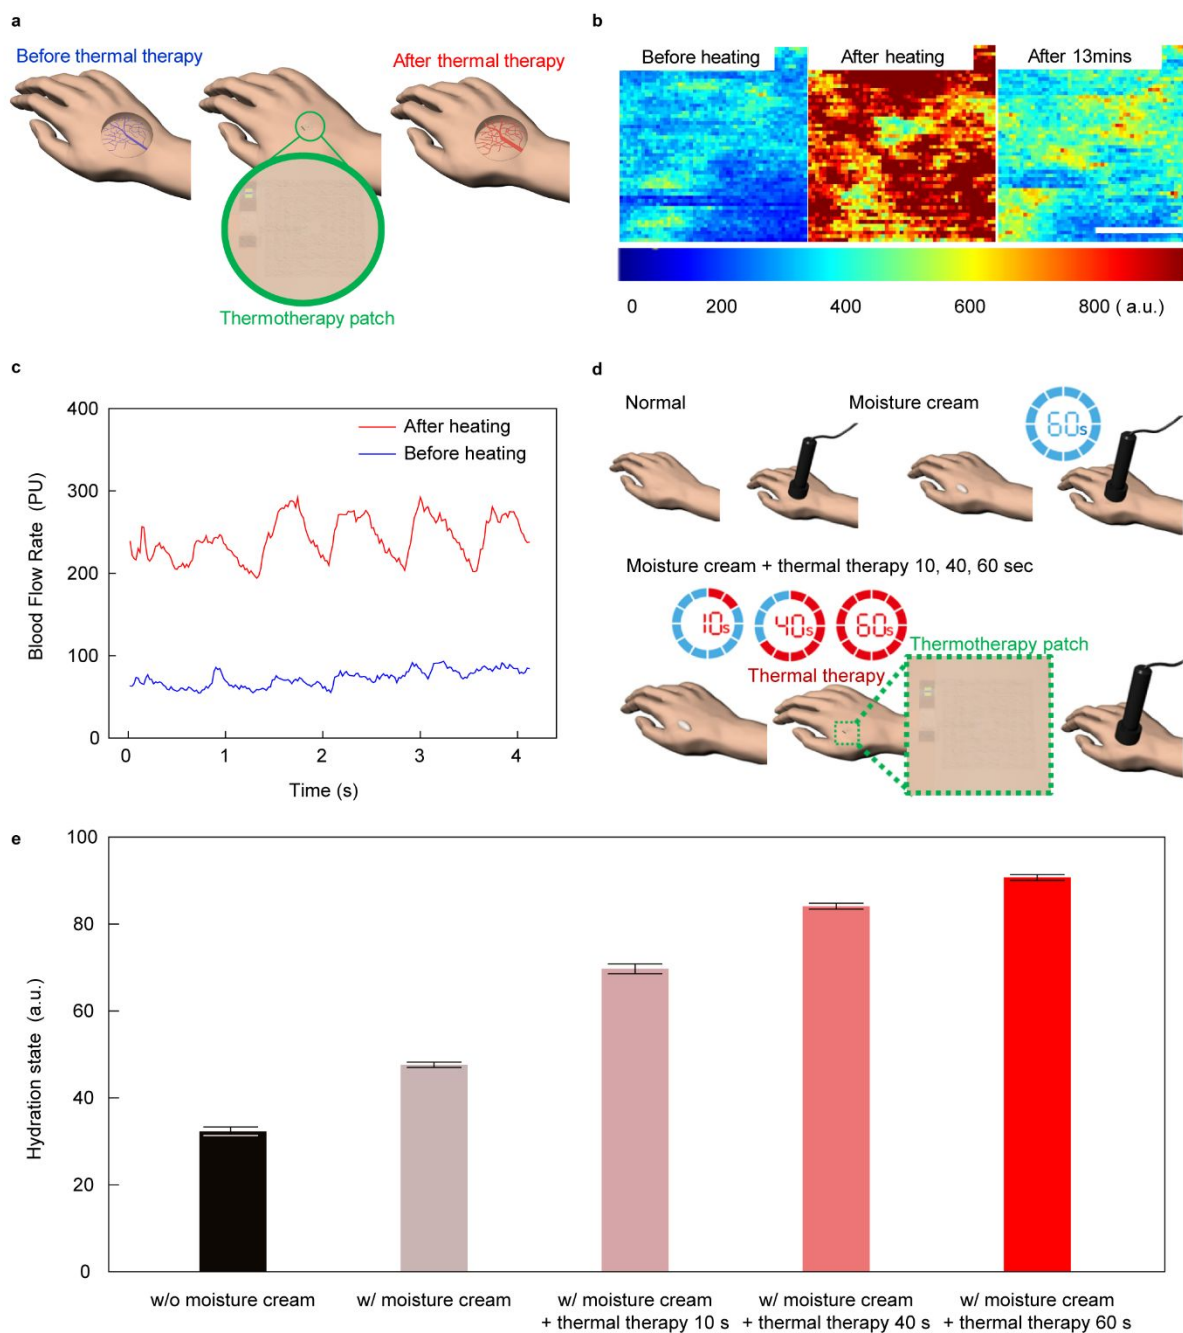 a
Before thermal therapy
After thermal therapy
Thermotherapy patch
b
Before heating
After heating
After 13mins
0
200
400
600
800 ( a.u.)
c
400
300
200
100
0
Blood Flow Rate (PU)
After heating
Before heating
0
1
2
3
4
Time (s)
d
Normal
Moisture cream
60s
Moisture cream + thermal therapy 10, 40, 60 sec
10s
40s
60s
Thermal therapy
Thermotherapy patch
e
100
80
60
40
20
0
Hydration state (a.u.)
w/o moisture cream
w/ moisture cream
w/ moisture cream
+ thermal therapy 10 s
w/ moisture cream
+ thermal therapy 40 s
w/ moisture cream
+ thermal therapy 60 s